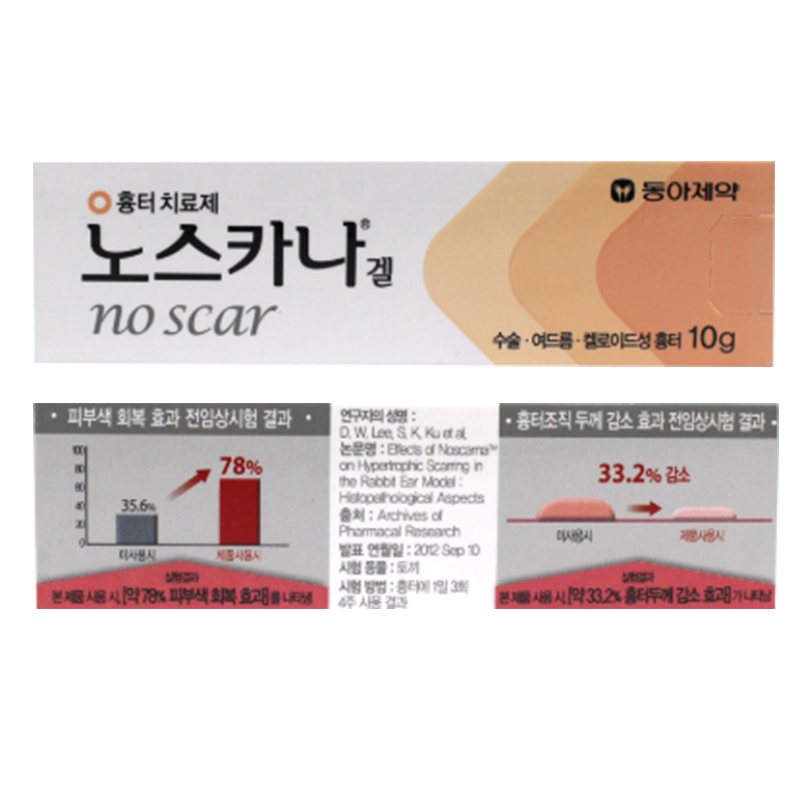 흉터 치료제
동아제약
노스카나® 겔
no scar
수술 · 여드름 · 켈로이드성 흉터 10g
· 피부색 회복 효과 전임상시험 결과 ·
100
80
60
40
20
0
35.6%
78%
미사용시
제품사용시
실험결과
본 제품 사용 시, [약 78% 피부색 회복 효과]를 나타냄
연구자의 성명 :
D. W. Lee, S. K. Ku et al.
논문명 : Effects of Noscarna™
on Hypertrophic Scarring in
the Rabbit Ear Model :
Histopathological Aspects
출처 : Archives of
Pharmacal Research
발표 연월일 : 2012 Sep 10
시험 동물 : 토끼
시험 방법 : 흉터에 1일 3회
4주 사용 결과
· 흉터조직 두께 감소 효과 전임상시험 결과 ·
33.2% 감소
미사용시
제품사용시
실험결과
본 제품 사용 시, [약 33.2% 흉터두께 감소 효과]가 나타남